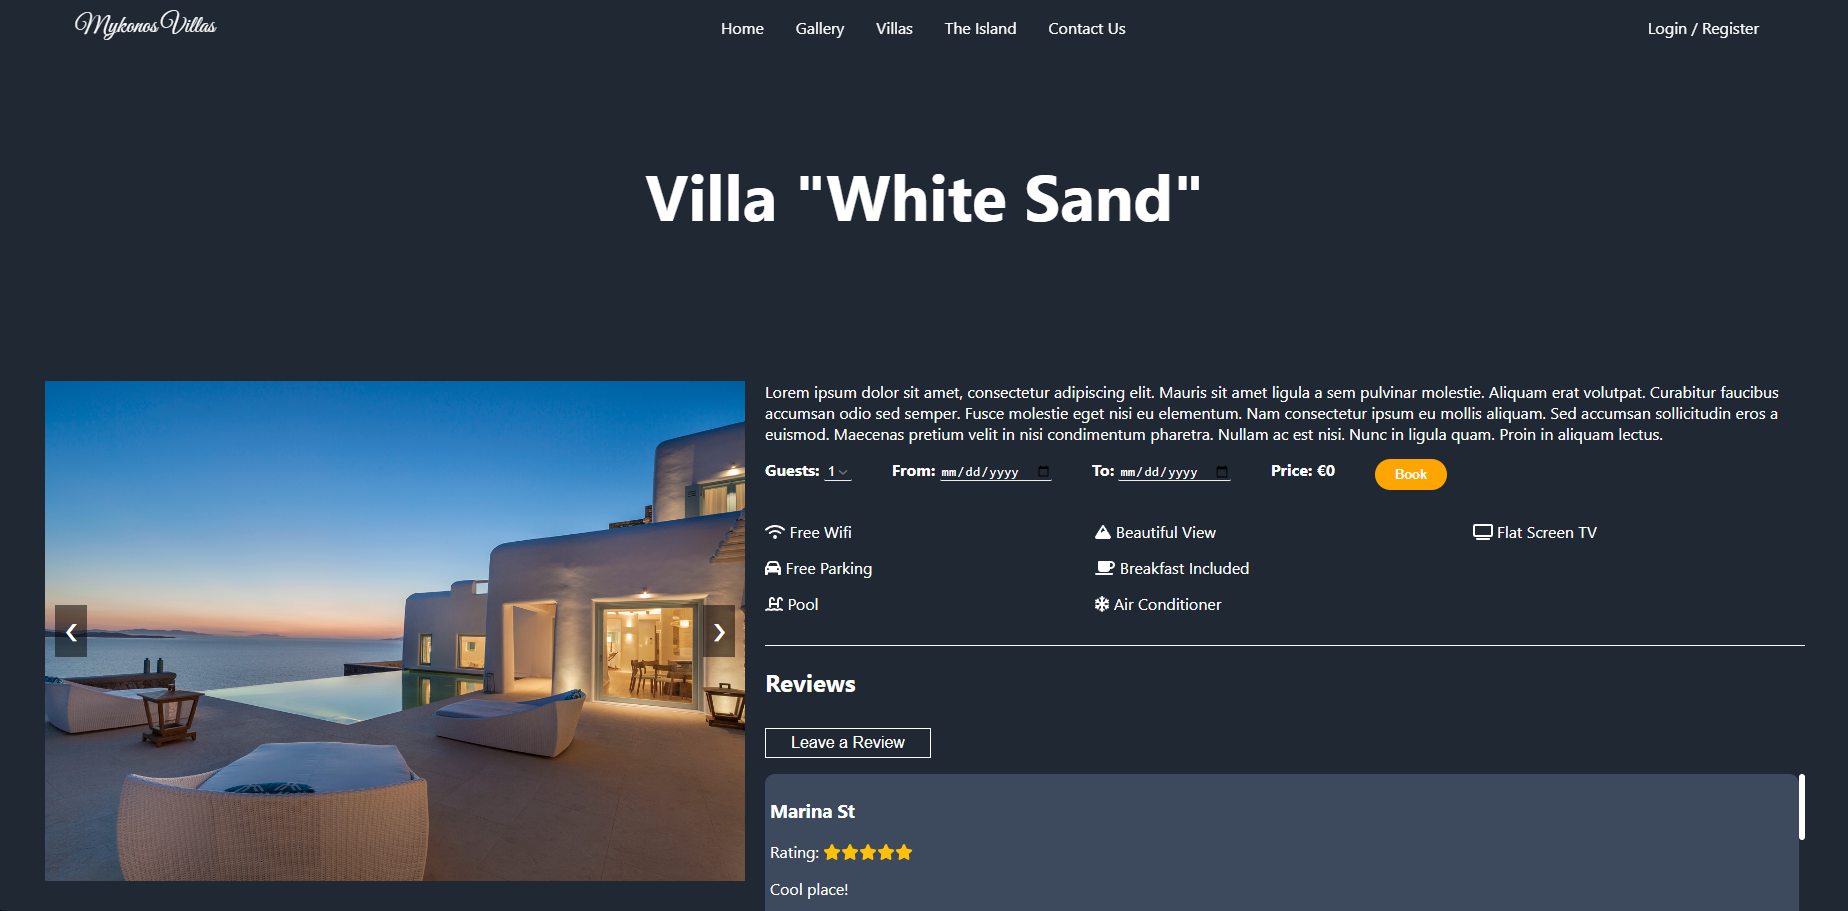 Mykonos Villas
Home Gallery Villas The Island Contact Us
Login / Register
Villa "White Sand"
Lorem ipsum dolor sit amet, consectetur adipiscing elit. Mauris sit amet ligula a sem pulvinar molestie. Aliquam erat volutpat. Curabitur faucibus
accumsan odio sed semper. Fusce molestie eget nisi eu elementum. Nam consectetur ipsum eu mollis aliquam. Sed accumsan sollicitudin eros a
euismod. Maecenas pretium velit in nisi condimentum pharetra. Nullam ac est nisi. Nunc in ligula quam. Proin in aliquam lectus.
Guests: 1 From: mm/dd/yyyy To: mm/dd/yyyy Price: €0 Book
Free Wifi Beautiful View Flat Screen TV
Free Parking Breakfast Included
Pool Air Conditioner
Reviews
Leave a Review
Marina St
Rating:
Cool place!